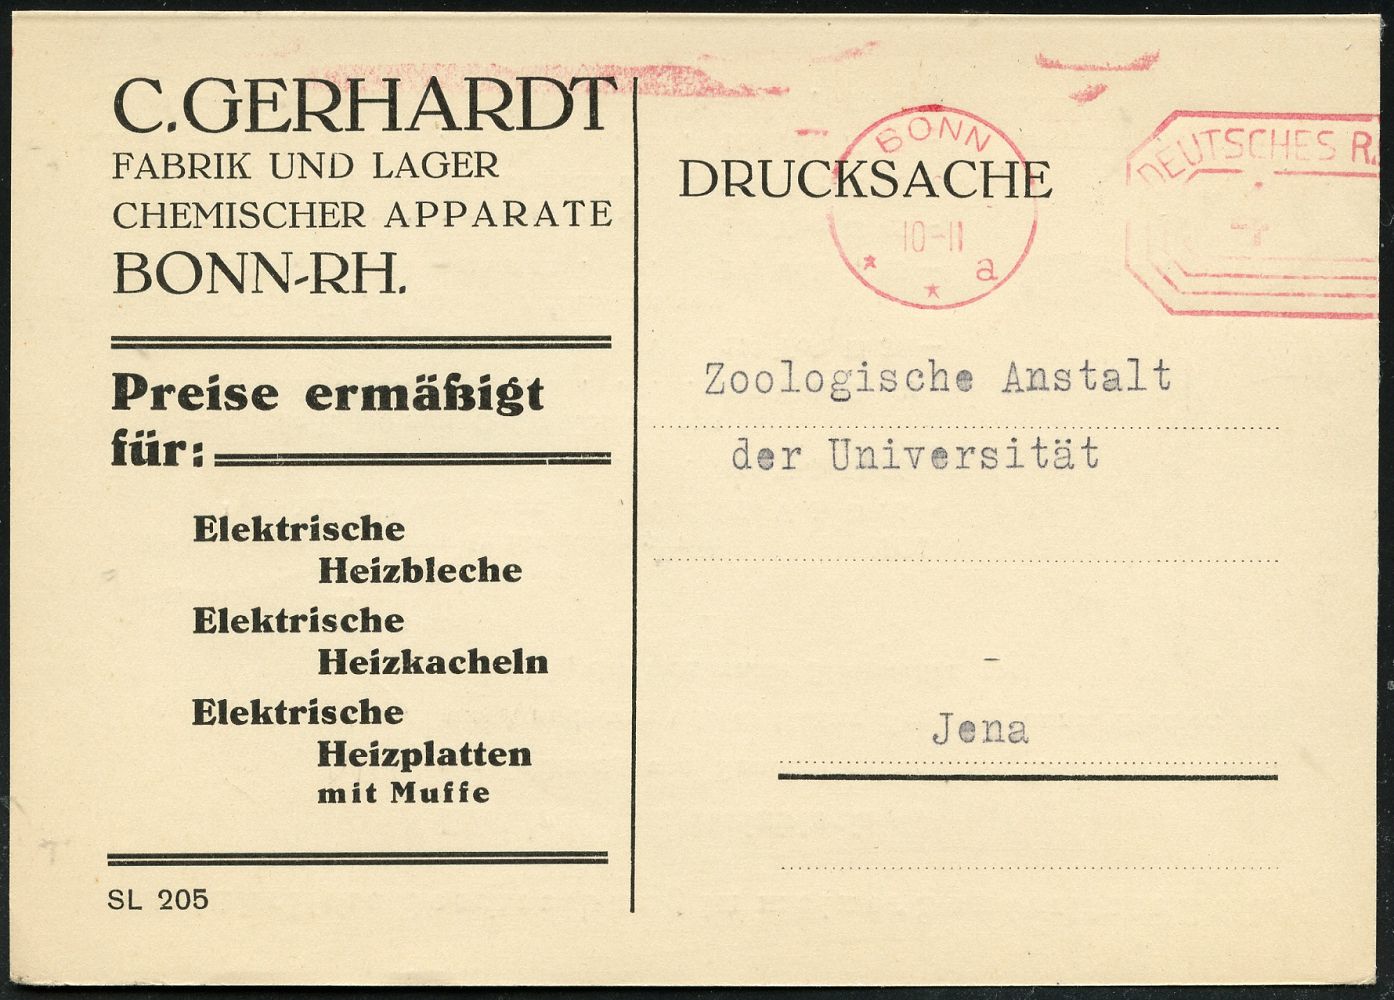 C. GERHARDT
FABRIK UND LAGER
CHEMISCHER APPARATE
BONN-RH.
Preise ermäßigt
für:
Elektrische
Heizbleche
Elektrische
Heizkacheln
Elektrische
Heizplatten
mit Muffe
SL 205
BONN
10-11
a
DEUTSCHES
DRUCKSACHE
Zoologische Anstalt
der Universität
Jena